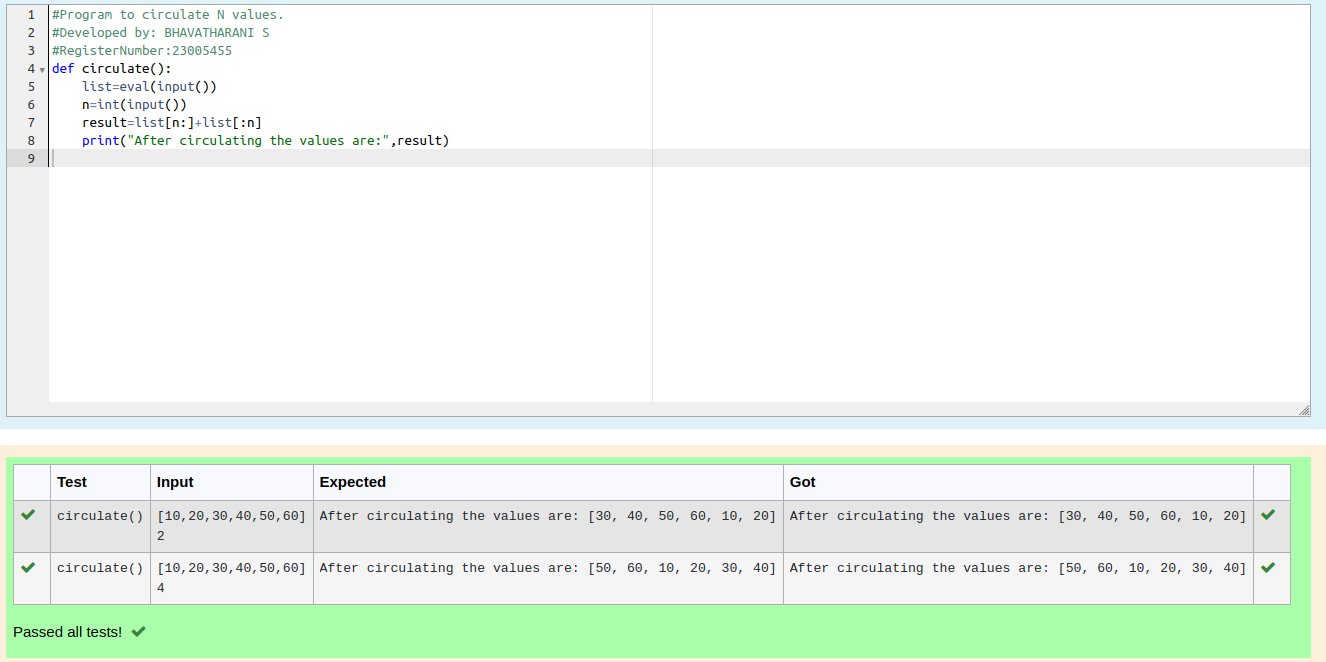 1 #Program to circulate N values.
2 #Developed by: BHAVATHARANI S
3 #RegisterNumber:23005455
4 def circulate():
5     list=eval(input())
6     n=int(input())
7     result=list[n:]+list[:n]
8     print("After circulating the values are:",result)
9
Test Input Expected Got
circulate() [10,20,30,40,50,60] After circulating the values are: [30, 40, 50, 60, 10, 20] After circulating the values are: [30, 40, 50, 60, 10, 20]
2
circulate() [10,20,30,40,50,60] After circulating the values are: [50, 60, 10, 20, 30, 40] After circulating the values are: [50, 60, 10, 20, 30, 40]
4
Passed all tests!